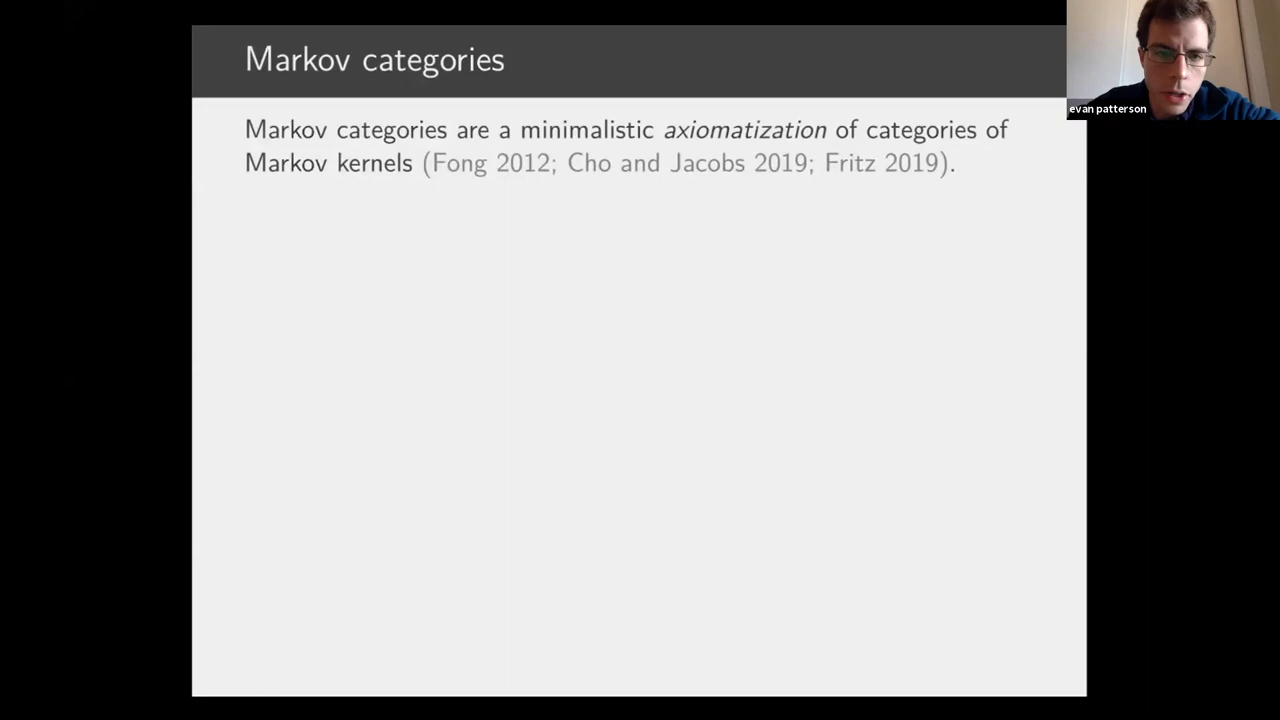 Markov categories
evan patterson
Markov categories are a minimalistic axiomatization of categories of
Markov kernels (Fong 2012; Cho and Jacobs 2019; Fritz 2019).